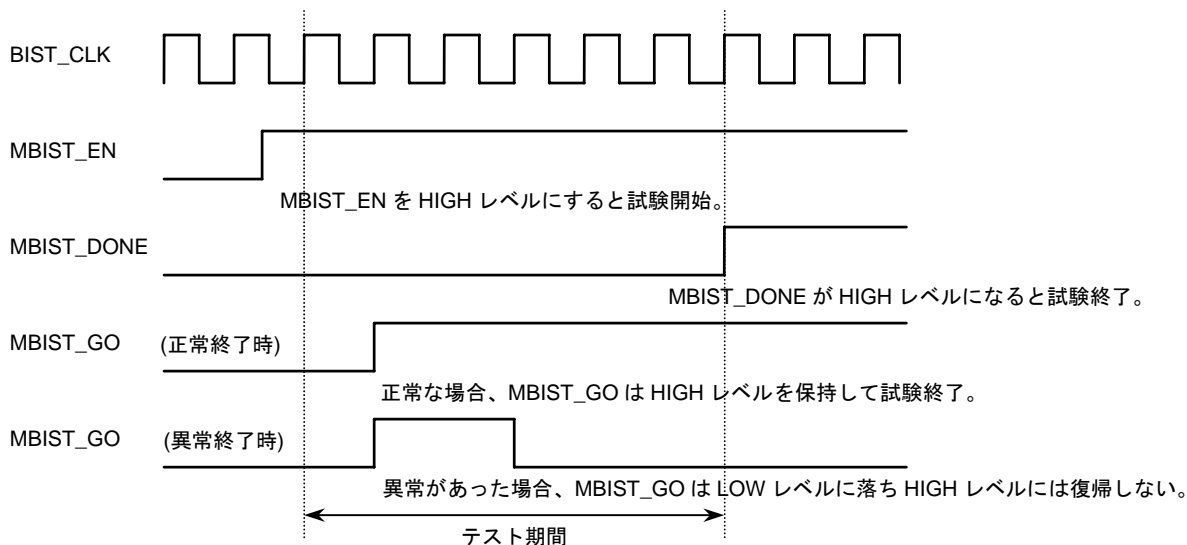 BIST_CLK
MBIST_EN
MBIST_EN を HIGH レベルにすると試験開始。
MBIST_DONE
MBIST_DONE が HIGH レベルになると試験終了。
MBIST_GO (正常終了時)
正常な場合、MBIST_GO は HIGH レベルを保持して試験終了。
MBIST_GO (異常終了時)
異常があった場合、MBIST_GO は LOW レベルに落ち HIGH レベルには復帰しない。
テスト期間